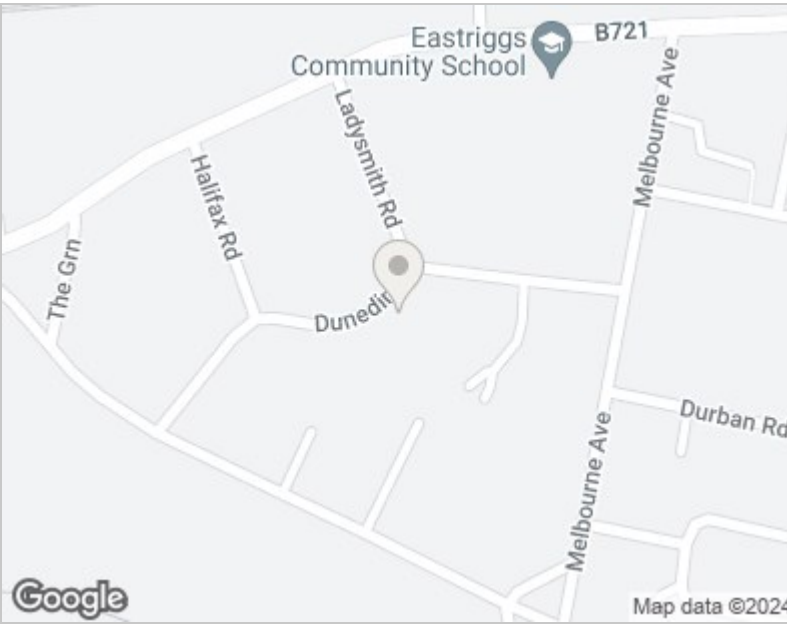 Eastriggs
Community School
B721
Melbourne Ave
Ladysmith Rd
Halifax Rd
The Grn
Dunedin
Durban Rd
Melbourne Ave
Google
Map data ©2024